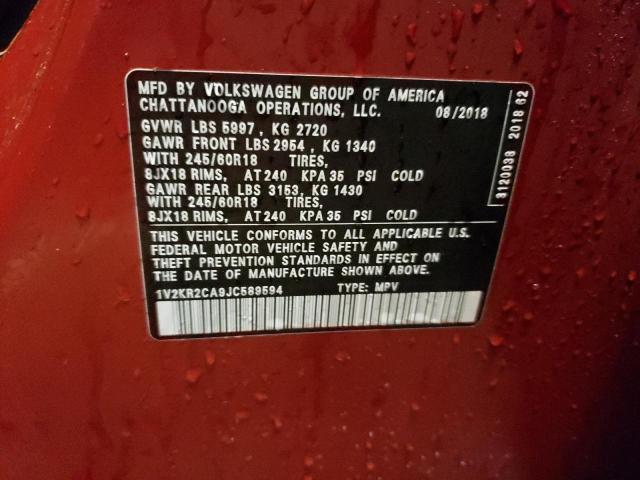 MFD BY VOLKSWAGEN GROUP OF AMERICA
CHATTANOOGA OPERATIONS, LLC. 08/2018
GVWR LBS 5997, KG 2720
GAWR FRONT LBS 2954, KG 1340
WITH 245/60R18 TIRES,
8JX18 RIMS, AT 240 KPA 35 PSI COLD
GAWR REAR LBS 3153, KG 1430
WITH 245/60R18 TIRES,
8JX18 RIMS, AT 240 KPA 35 PSI COLD
THIS VEHICLE CONFORMS TO ALL APPLICABLE U.S.
FEDERAL MOTOR VEHICLE SAFETY AND
THEFT PREVENTION STANDARDS IN EFFECT ON
THE DATE OF MANUFACTURE SHOWN ABOVE.
1V2KR2CA9JC589594 TYPE: MPV
3120038 2018 62